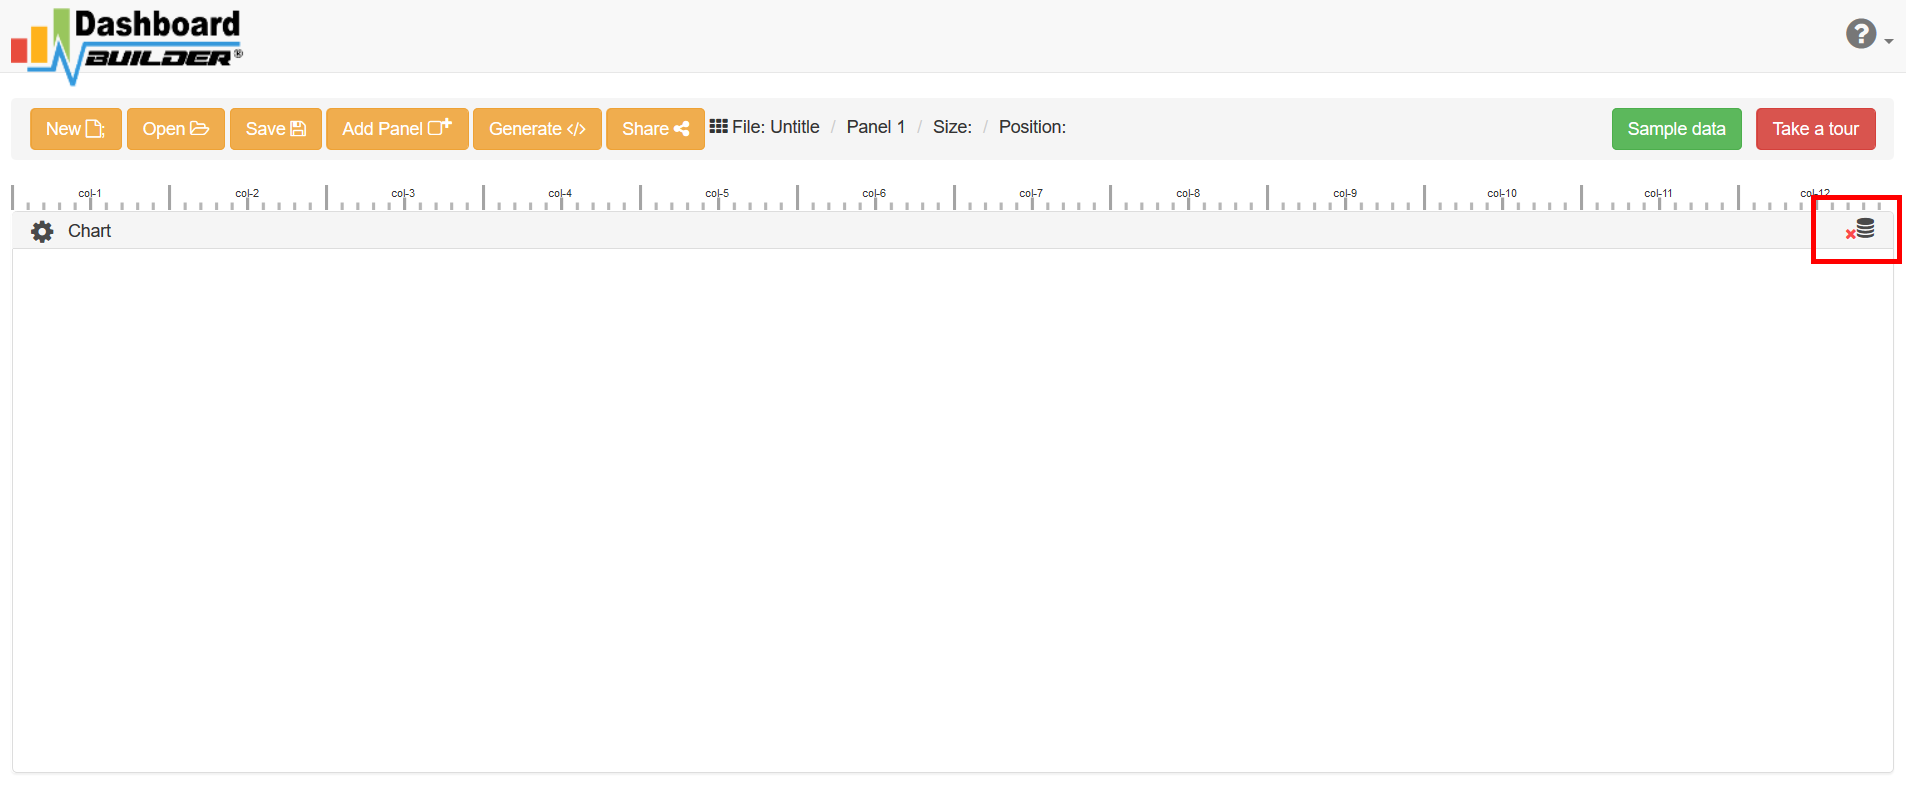 Dashboard
BUILDER®
New Open Save Add Panel Generate </> Share File: Untitle / Panel 1 / Size: / Position: Sample data Take a tour
col-1 col-2 col-3 col-4 col-5 col-6 col-7 col-8 col-9 col-10 col-11 col-12
Chart